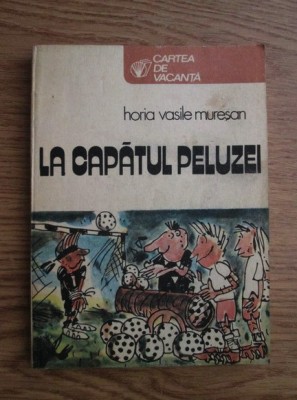 CARTEA
DE
VACANȚĂ
horia vasile mureșan
LA CAPĂTUL PELUZEI